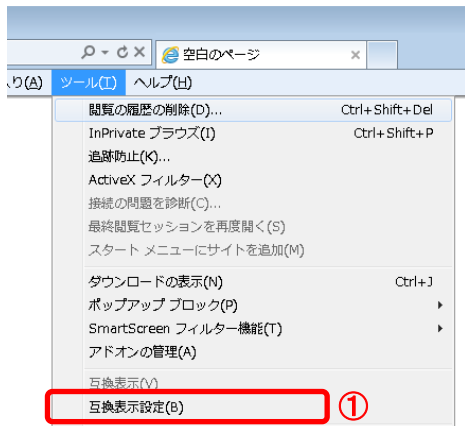 空白のページ
入り(A) ツール(T) ヘルプ(H)
閲覧の履歴の削除(D)... Ctrl+Shift+Del
InPrivate ブラウズ(I) Ctrl+Shift+P
追跡防止(K)...
ActiveX フィルター(X)
接続の問題を診断(C)...
最終閲覧セッションを再度開く(S)
スタート メニューにサイトを追加(M)
ダウンロードの表示(N) Ctrl+J
ポップアップ ブロック(P)
SmartScreen フィルター機能(T)
アドオンの管理(A)
互換表示(V)
互換表示設定(B) ①